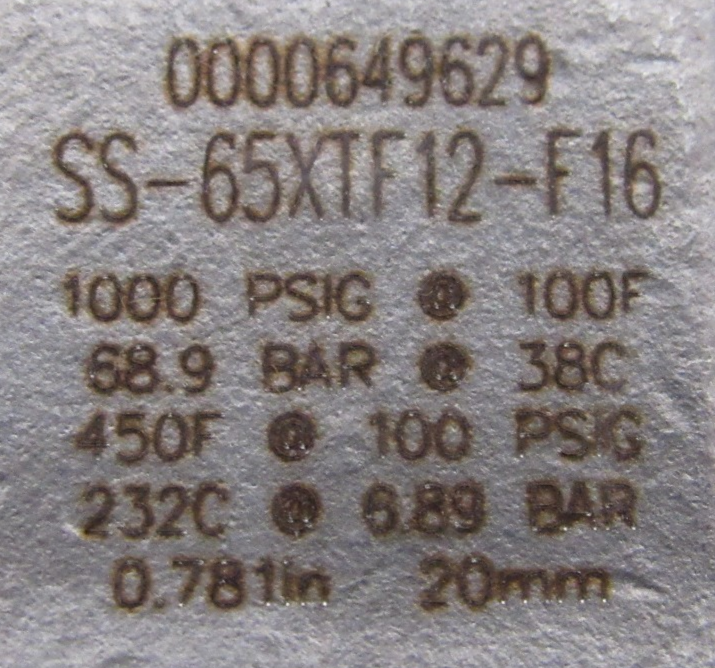 0000649629
SS-65XTF12-F16
1000 PSIG @ 100F
68.9 BAR @ 38C
450F @ 100 PSIG
232C @ 6.89 BAR
0.781in 20mm